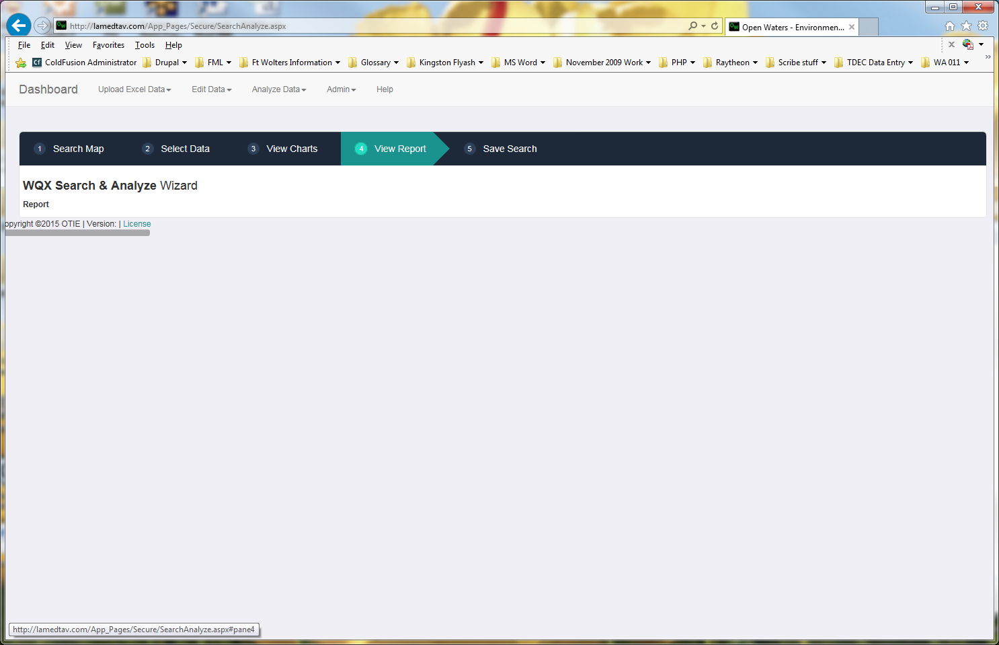 http://lamedtav.com/App_Pages/Secure/SearchAnalyze.aspx
Open Waters - Environmen...
File Edit View Favorites Tools Help
ColdFusion Administrator Drupal FML Ft Wolters Information Glossary Kingston Flyash MS Word November 2009 Work PHP Raytheon Scribe stuff TDEC Data Entry WA 011
Dashboard Upload Excel Data Edit Data Analyze Data Admin Help
1 Search Map 2 Select Data 3 View Charts 4 View Report 5 Save Search
WQX Search & Analyze Wizard
Report
opyright ©2015 OTIE | Version: | License
http://lamedtav.com/App_Pages/Secure/SearchAnalyze.aspx#pane4